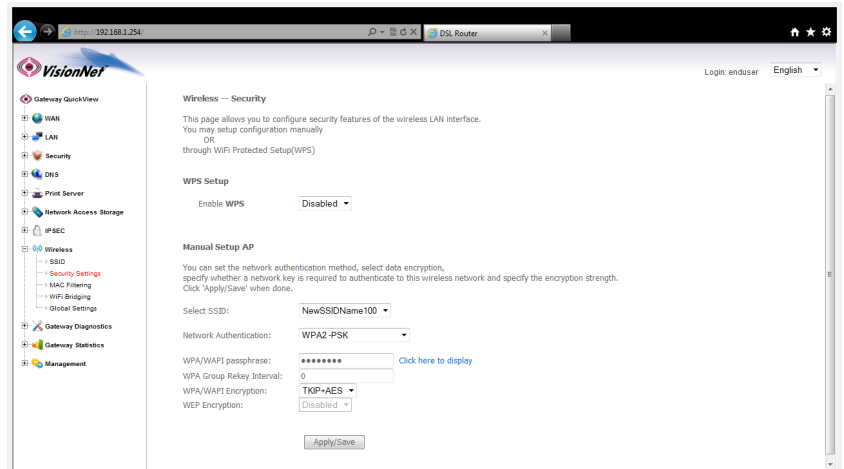 http://192.168.1.254/
DSL Router
VisionNet
Login: enduser
English
Gateway QuickView
WAN
LAN
Security
DNS
Print Server
Network Access Storage
IPSEC
Wireless
SSID
Security Settings
MAC Filtering
WiFi Bridging
Global Settings
Gateway Diagnostics
Gateway Statistics
Management
Wireless -- Security
This page allows you to configure security features of the wireless LAN interface.
You may setup configuration manually
OR
through WiFi Protected Setup(WPS)
WPS Setup
Enable WPS Disabled
Manual Setup AP
You can set the network authentication method, select data encryption,
specify whether a network key is required to authenticate to this wireless network and specify the encryption strength.
Click 'Apply/Save' when done.
Select SSID: NewSSIDName100
Network Authentication: WPA2 -PSK
WPA/WAPI passphrase: •••••••• Click here to display
WPA Group Rekey Interval: 0
WPA/WAPI Encryption: TKIP+AES
WEP Encryption: Disabled
Apply/Save